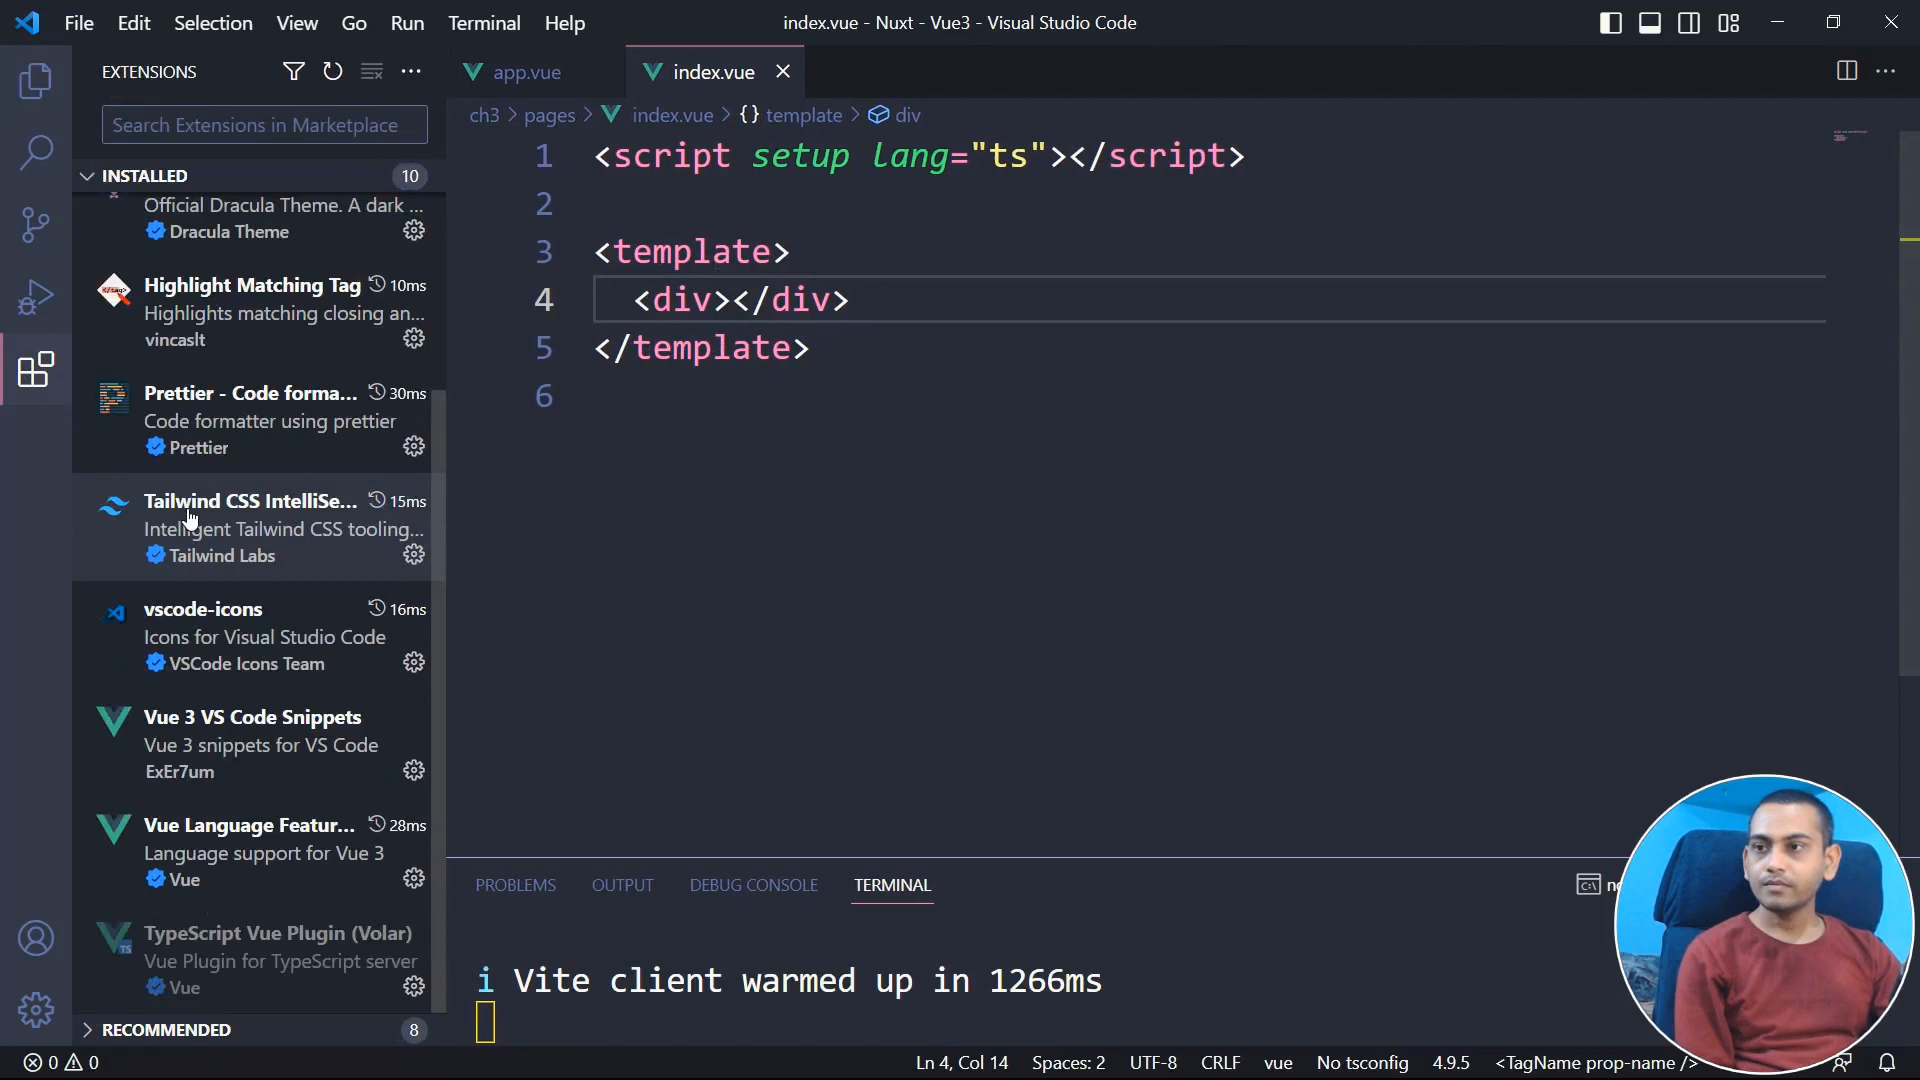 File Edit Selection View Go Run Terminal Help
index.vue - Nuxt - Vue3 - Visual Studio Code
EXTENSIONS
Search Extensions in Marketplace
INSTALLED 10
Official Dracula Theme. A dark ...
Dracula Theme
Highlight Matching Tag 10ms
Highlights matching closing an...
vincaslt
Prettier - Code forma... 30ms
Code formatter using prettier
Prettier
Tailwind CSS IntelliSe... 15ms
Intelligent Tailwind CSS tooling...
Tailwind Labs
vscode-icons 16ms
Icons for Visual Studio Code
VSCode Icons Team
Vue 3 VS Code Snippets
Vue 3 snippets for VS Code
ExEr7um
Vue Language Featur... 28ms
Language support for Vue 3
Vue
TypeScript Vue Plugin (Volar)
Vue Plugin for TypeScript server
Vue
RECOMMENDED 8
app.vue index.vue
ch3 > pages > index.vue > {} template > div
1 <script setup lang="ts"></script>
2
3 <template>
4 <div></div>
5 </template>
6
PROBLEMS OUTPUT DEBUG CONSOLE TERMINAL
i Vite client warmed up in 1266ms
0 0 Ln 4, Col 14 Spaces: 2 UTF-8 CRLF vue No tsconfig 4.9.5 <TagName prop-name />